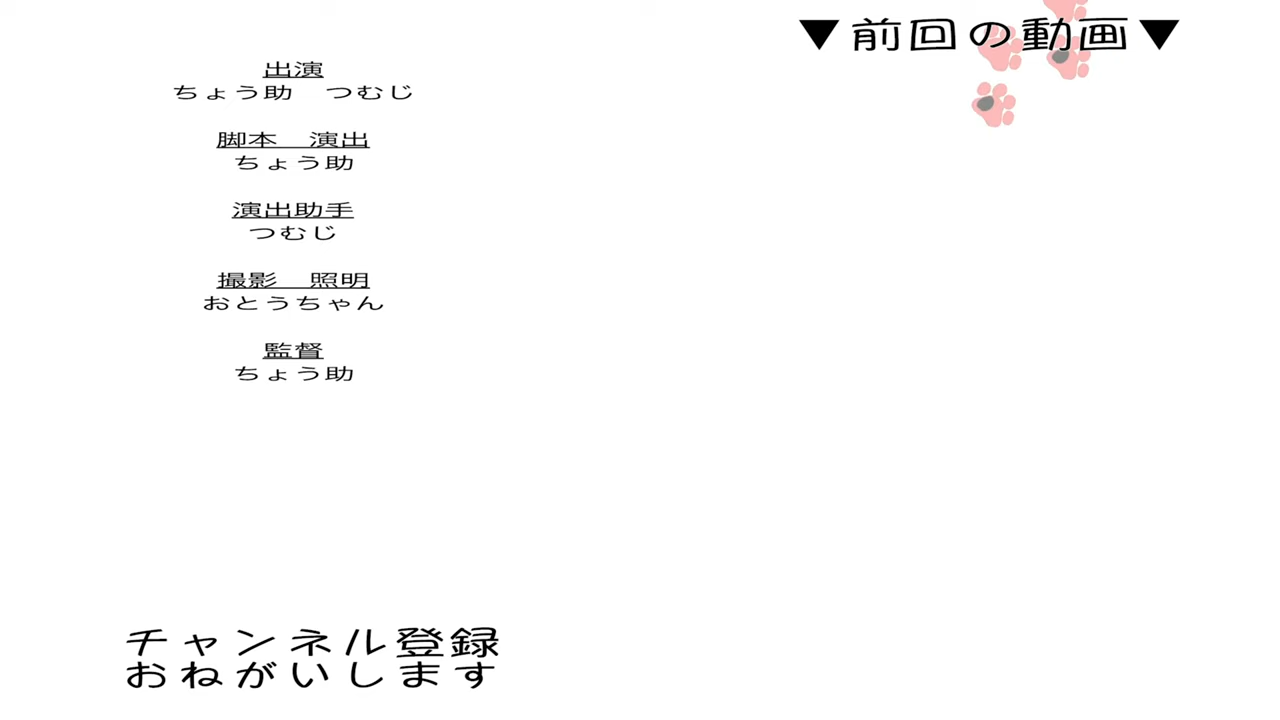 ▼前回の動画▼
出演
ちょう助　つむじ
脚本　演出
ちょう助
演出助手
つむじ
撮影　照明
おとうちゃん
監督
ちょう助
チャンネル登録
おねがいします